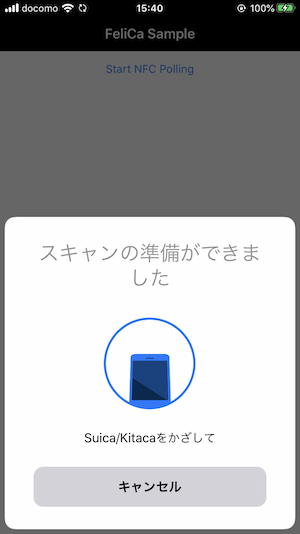 docomo 15:40 100%
FeliCa Sample
Start NFC Polling
スキャンの準備ができま
した
Suica/Kitacaをかざして
キャンセル